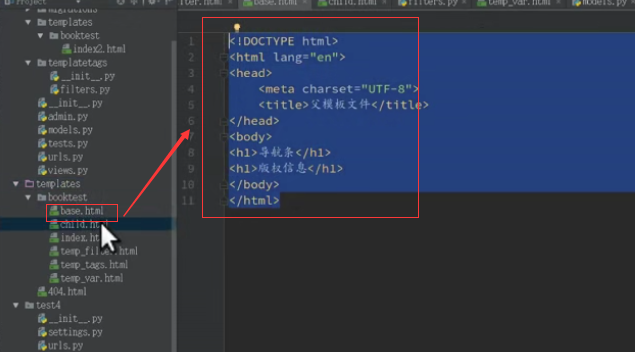 Project
lter.html
base.html
child.html
filters.py
temp_var.html
models.py
migrations
templates
booktest
index2.html
templatetags
__init__.py
filters.py
__init__.py
admin.py
models.py
tests.py
urls.py
views.py
templates
booktest
base.html
child.html
index.html
temp_filter.html
temp_tags.html
temp_var.html
404.html
test4
__init__.py
settings.py
urls.py
1 <!DOCTYPE html>
2 <html lang="en">
3 <head>
4 <meta charset="UTF-8">
5 <title>父模板文件</title>
6 </head>
7 <body>
8 <h1>导航条</h1>
9 <h1>版权信息</h1>
10 </body>
11 </html>